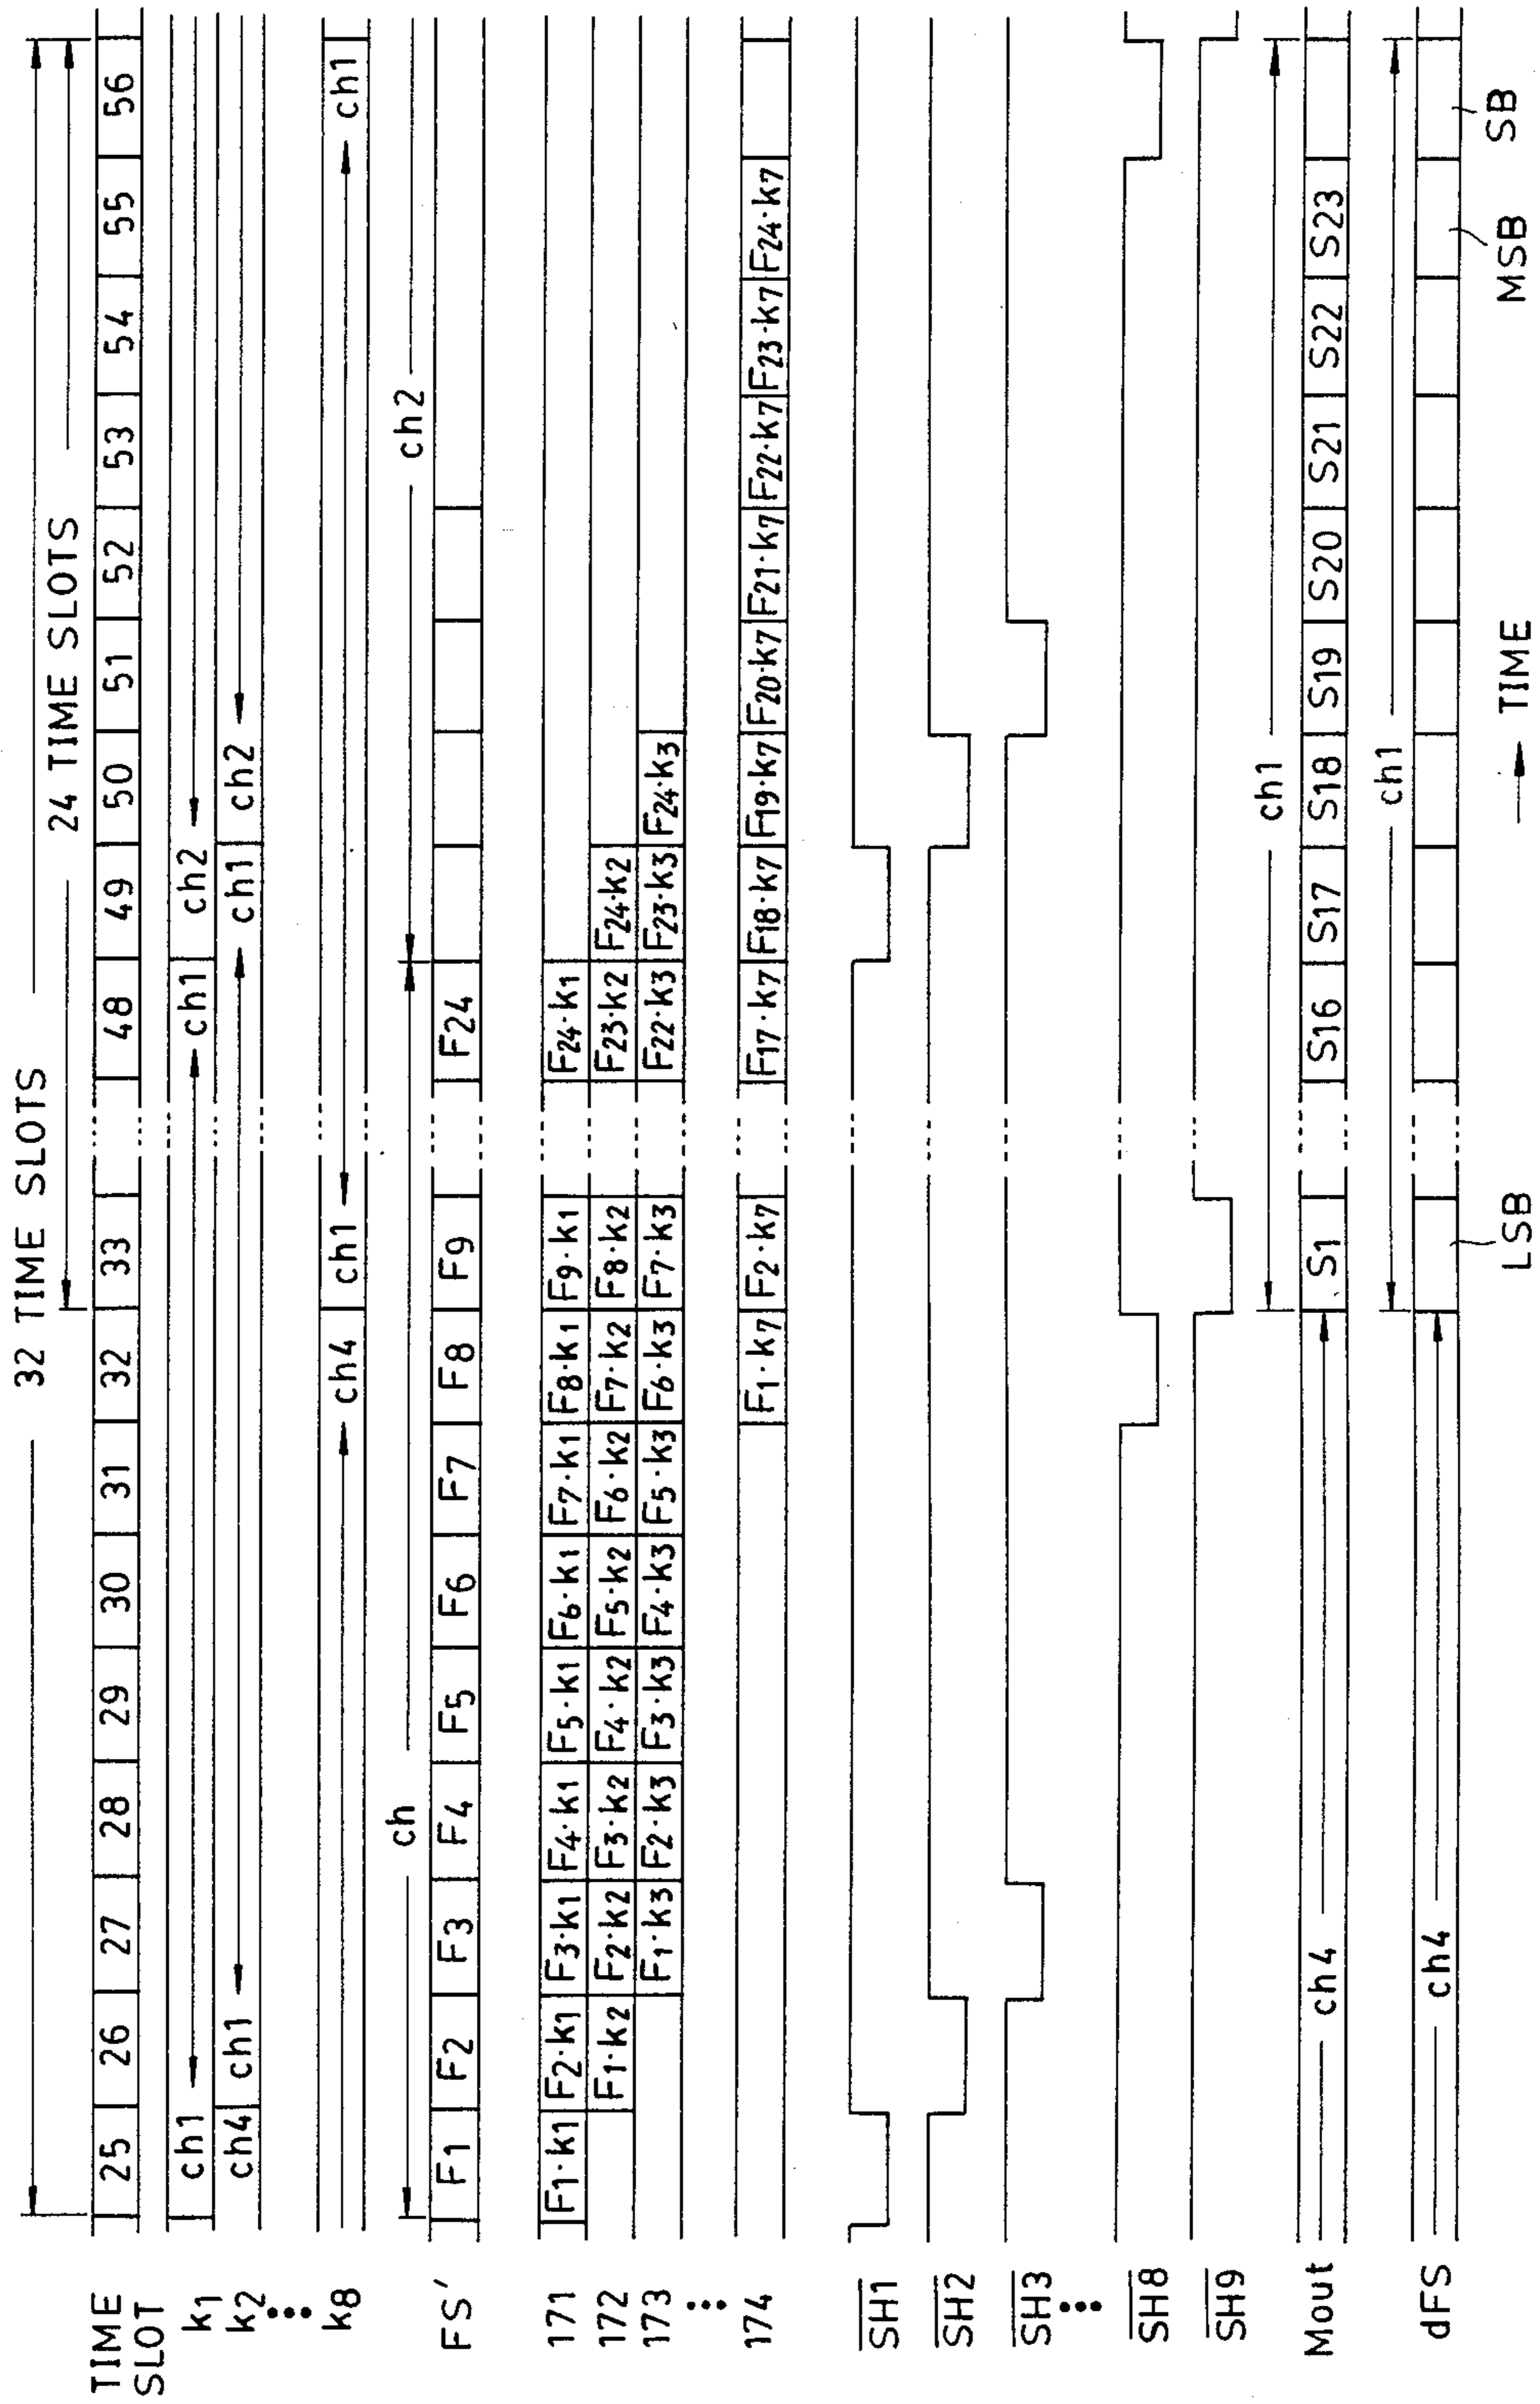 32 TIME SLOTS
24 TIME SLOTS
TIME SLOT 25 26 27 28 29 30 31 32 33 48 49 50 51 52 53 54 55 56
k1 ch1 ch1 ch2
k2 ch4 ch1 ch1 ch2
k8 ch4 ch1 ch1
ch ch2
FS' F1 F2 F3 F4 F5 F6 F7 F8 F9 F24
171 F1·k1 F2·k1 F3·k1 F4·k1 F5·k1 F6·k1 F7·k1 F8·k1 F9·k1 F24·k1
172 F1·k2 F2·k2 F3·k2 F4·k2 F5·k2 F6·k2 F7·k2 F8·k2 F23·k2 F24·k2
173 F1·k3 F2·k3 F3·k3 F4·k3 F5·k3 F6·k3 F7·k3 F22·k3 F23·k3 F24·k3
174 F1·k7 F2·k7 F17·k7 F18·k7 F19·k7 F20·k7 F21·k7 F22·k7 F23·k7 F24·k7
SH1
SH2
SH3
SH8
SH9
ch1
Mout ch4 S1 S16 S17 S18 S19 S20 S21 S22 S23
ch1
dFS ch4
LSB MSB SB
TIME